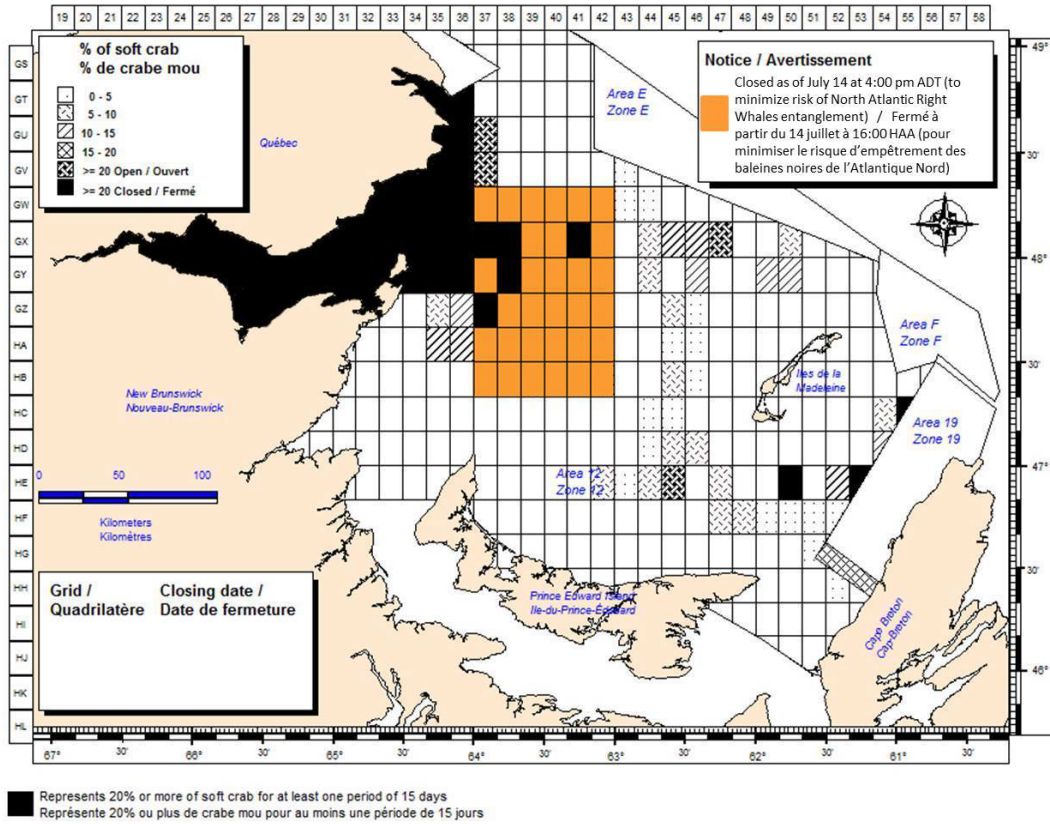 19 20 21 22 23 24 25 26 27 28 29 30 31 32 33 34 35 36 37 38 39 40 41 42 43 44 45 46 47 48 49 50 51 52 53 54 55 56 57 58
GS
GT
GU
GV
GW
GX
GY
GZ
HA
HB
HC
HD
HE
HF
HG
HH
HI
HJ
HK
HL
% of soft crab
% de crabe mou
0 - 5
5 - 10
10 - 15
15 - 20
>= 20 Open / Ouvert
>= 20 Closed / Fermé
Notice / Avertissement
Closed as of July 14 at 4:00 pm ADT (to
minimize risk of North Atlantic Right
Whales entanglement) / Fermé à
partir du 14 juillet à 16:00 HAA (pour
minimiser le risque d'empêtrement des
baleines noires de l'Atlantique Nord)
Area E
Zone E
Québec
Area F
Zone F
Iles de la
Madeleine
New Brunswick
Nouveau-Brunswick
Area 19
Zone 19
Area 12
Zone 12
0 50 100
Kilometers
Kilomètres
Grid / Closing date /
Quadrilatère Date de fermeture
Prince Edward Island
Ile-du-Prince-Édouard
Cape Breton
Cap-Breton
49°
30'
48°
30'
47°
30'
46°
67° 30' 66° 30' 65° 30' 64° 30' 63° 30' 62° 30' 61° 30'
Represents 20% or more of soft crab for at least one period of 15 days
Représente 20% ou plus de crabe mou pour au moins une période de 15 jours